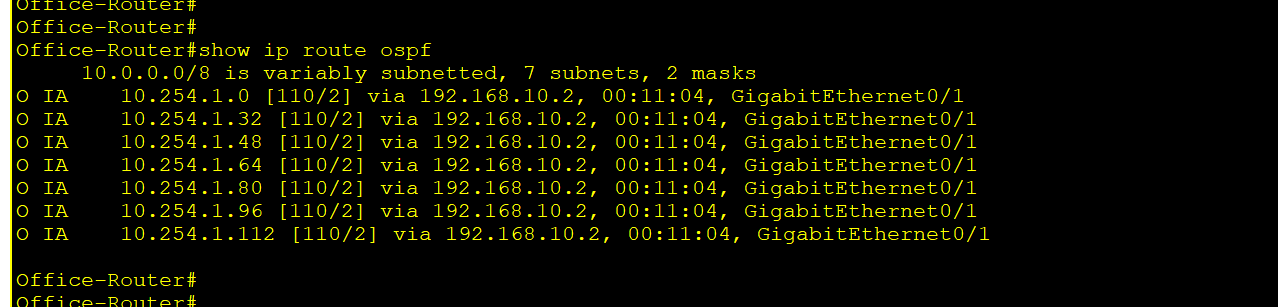 Office-Router#
Office-Router#
Office-Router#show ip route ospf
     10.0.0.0/8 is variably subnetted, 7 subnets, 2 masks
O IA    10.254.1.0 [110/2] via 192.168.10.2, 00:11:04, GigabitEthernet0/1
O IA    10.254.1.32 [110/2] via 192.168.10.2, 00:11:04, GigabitEthernet0/1
O IA    10.254.1.48 [110/2] via 192.168.10.2, 00:11:04, GigabitEthernet0/1
O IA    10.254.1.64 [110/2] via 192.168.10.2, 00:11:04, GigabitEthernet0/1
O IA    10.254.1.80 [110/2] via 192.168.10.2, 00:11:04, GigabitEthernet0/1
O IA    10.254.1.96 [110/2] via 192.168.10.2, 00:11:04, GigabitEthernet0/1
O IA    10.254.1.112 [110/2] via 192.168.10.2, 00:11:04, GigabitEthernet0/1
Office-Router#
Office-Router#